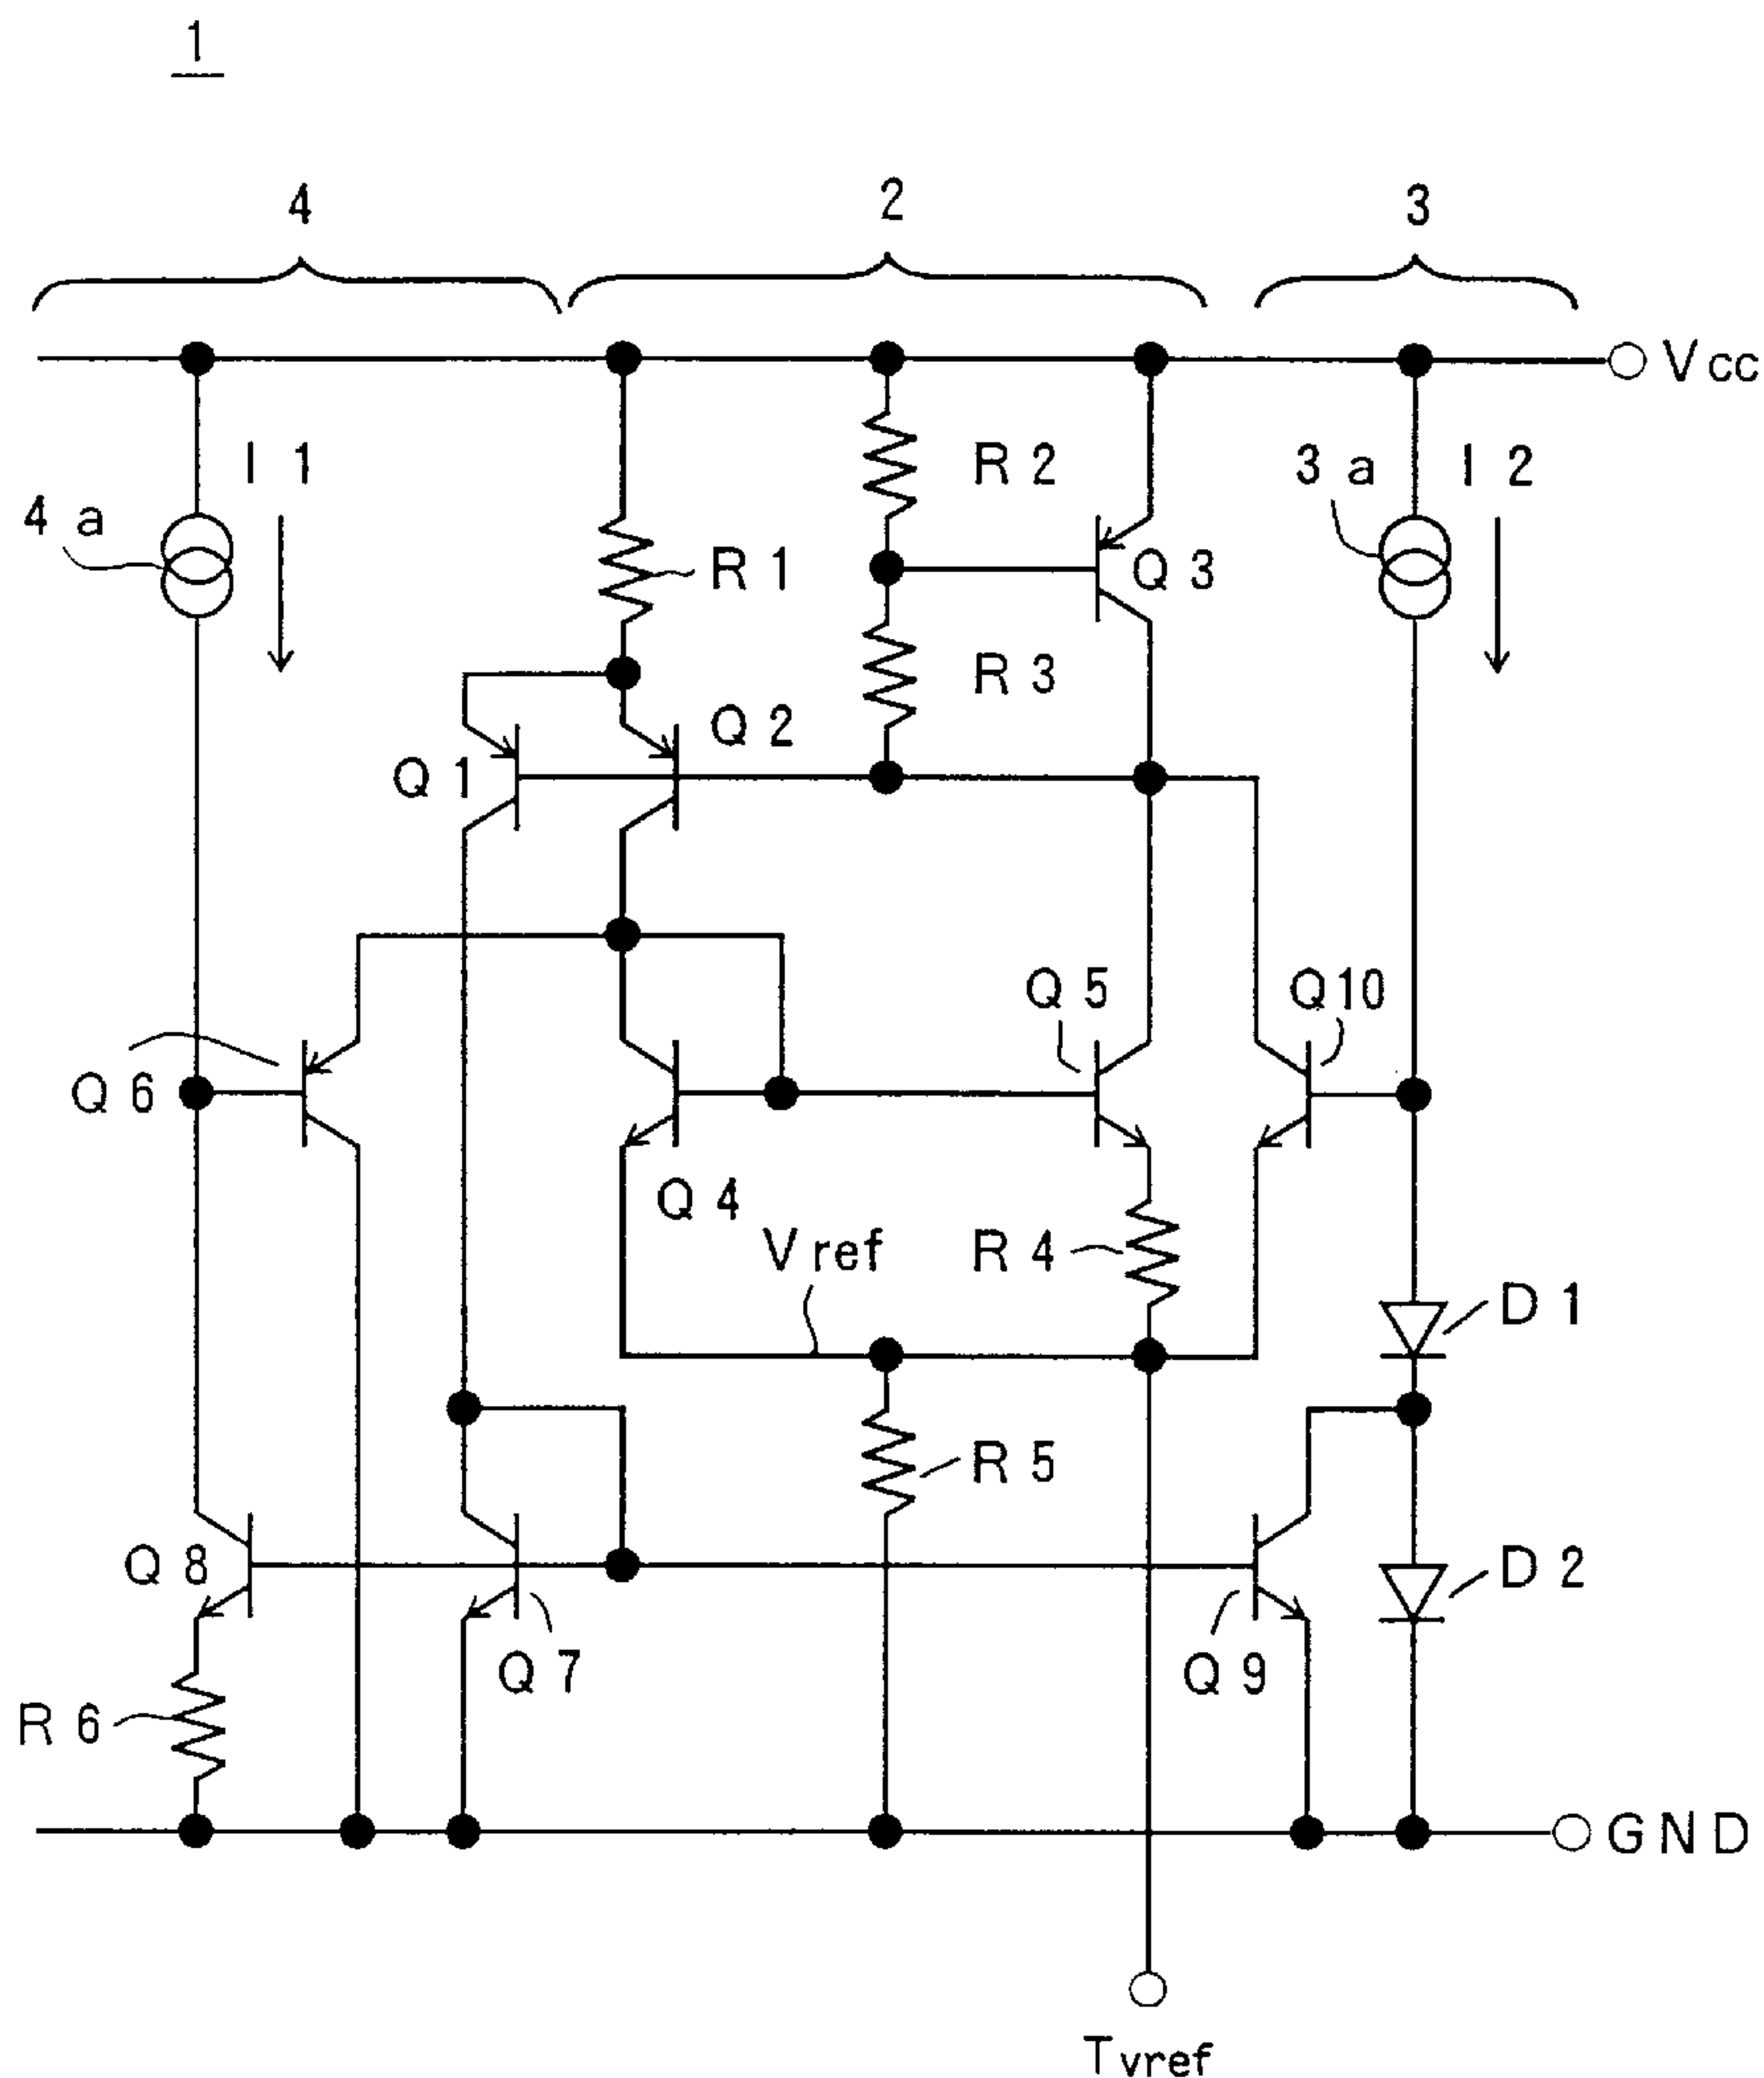 1
4
2
3
Vcc
I 1
R 2
3 a
I 2
4 a
R 1
Q 3
R 3
Q 2
Q 1
Q 5
Q10
Q 6
Q 4
Vref
R 4
D 1
R 5
Q 8
D 2
Q 7
Q 9
R 6
GND
Tvref